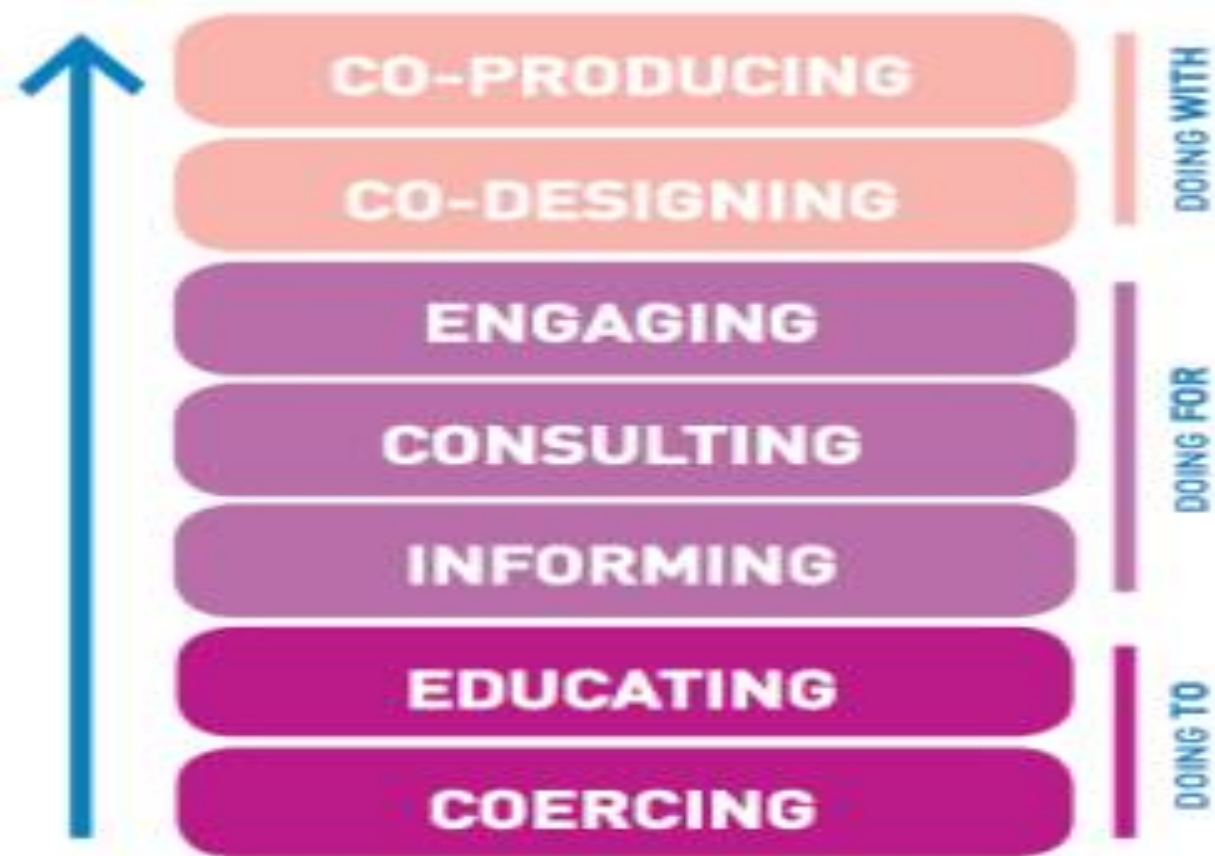 CO-PRODUCING
CO-DESIGNING
DOING WITH
ENGAGING
CONSULTING
INFORMING
DOING FOR
EDUCATING
COERCING
DOING TO